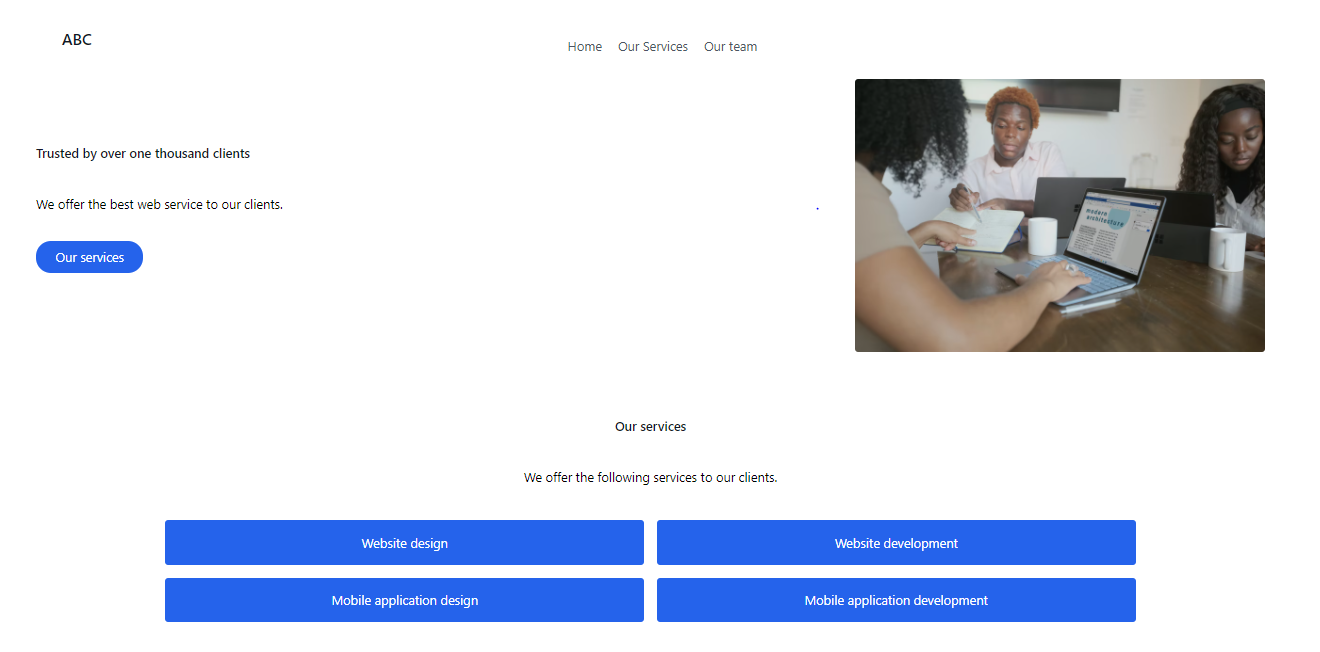 ABC
Home Our Services Our team
Trusted by over one thousand clients
We offer the best web service to our clients.
Our services
modern
architecture
Our services
We offer the following services to our clients.
Website design
Website development
Mobile application design
Mobile application development